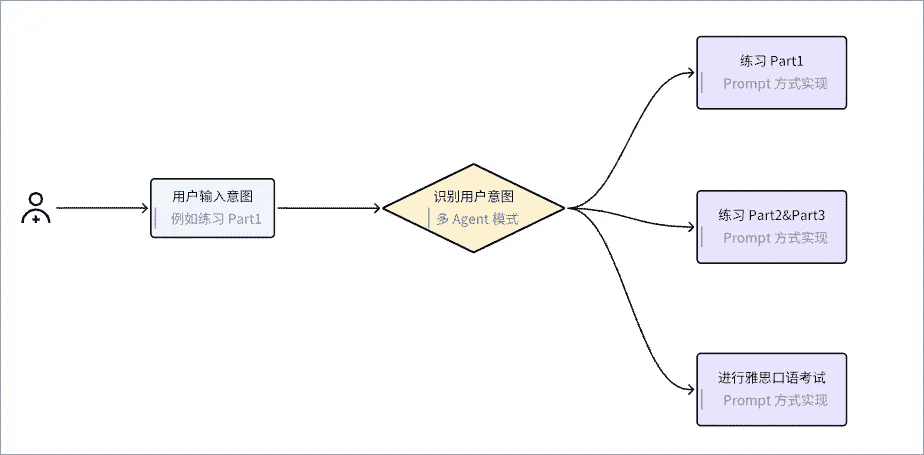 用户输入意图
例如练习 Part1
识别用户意图
多 Agent 模式
练习 Part1
Prompt 方式实现
练习 Part2&Part3
Prompt 方式实现
进行雅思口语考试
Prompt 方式实现